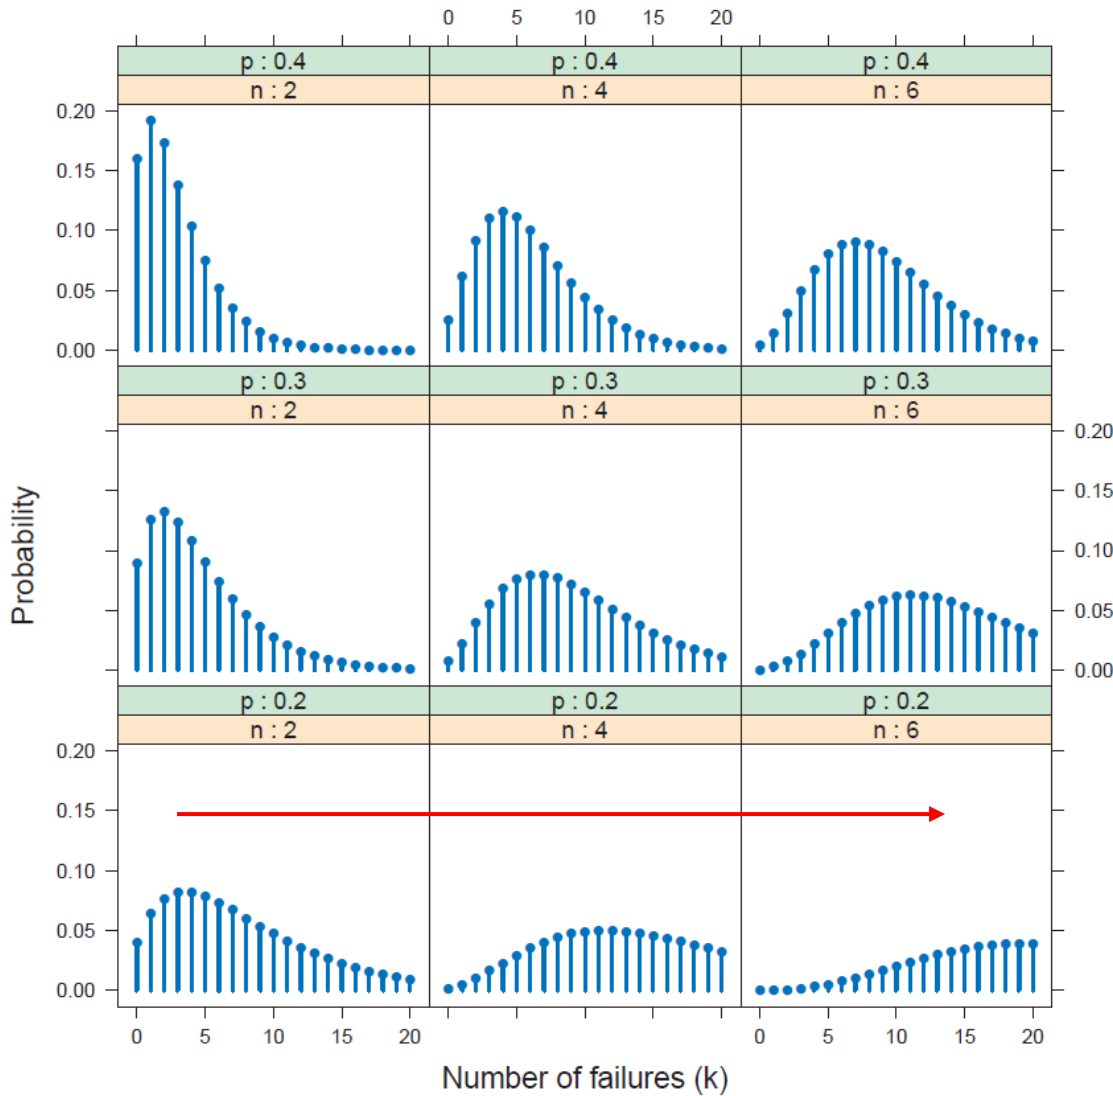 0 5 10 15 20
p : 0.4 p : 0.4 p : 0.4
n : 2 n : 4 n : 6
0.20
0.15
0.10
0.05
0.00
p : 0.3 p : 0.3 p : 0.3
n : 2 n : 4 n : 6
0.20
0.15
0.10
0.05
0.00
Probability
p : 0.2 p : 0.2 p : 0.2
n : 2 n : 4 n : 6
0.20
0.15
0.10
0.05
0.00
0 5 10 15 20 0 5 10 15 20
Number of failures (k)